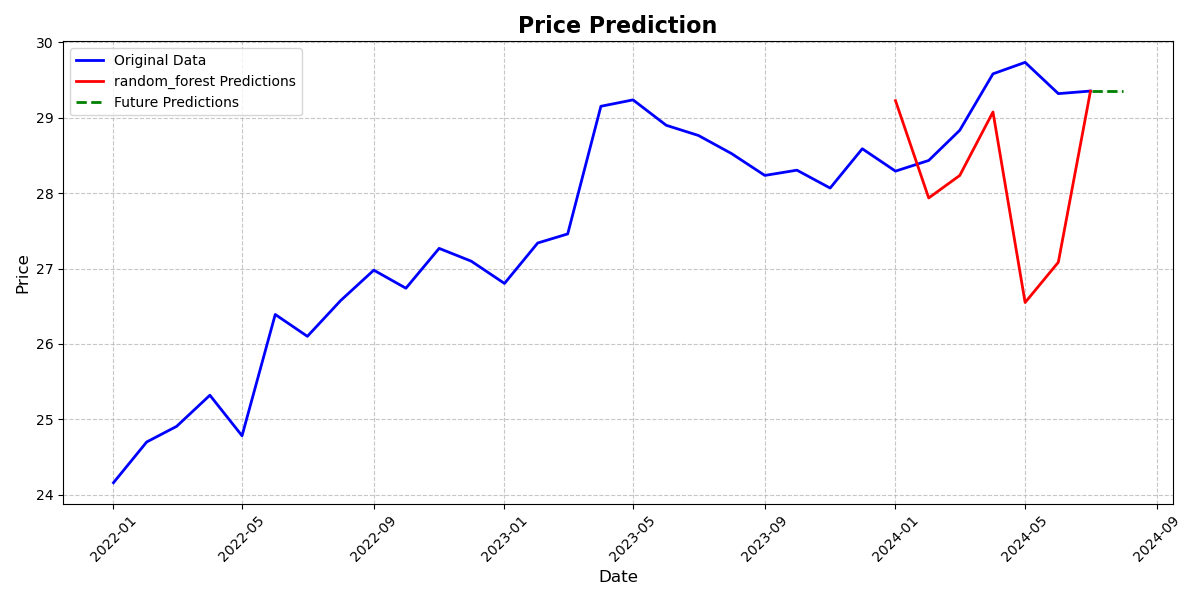 Price Prediction
Original Data
random_forest Predictions
Future Predictions
Price
30
29
28
27
26
25
24
2022-01
2022-05
2022-09
2023-01
2023-05
2023-09
2024-01
2024-05
2024-09
Date